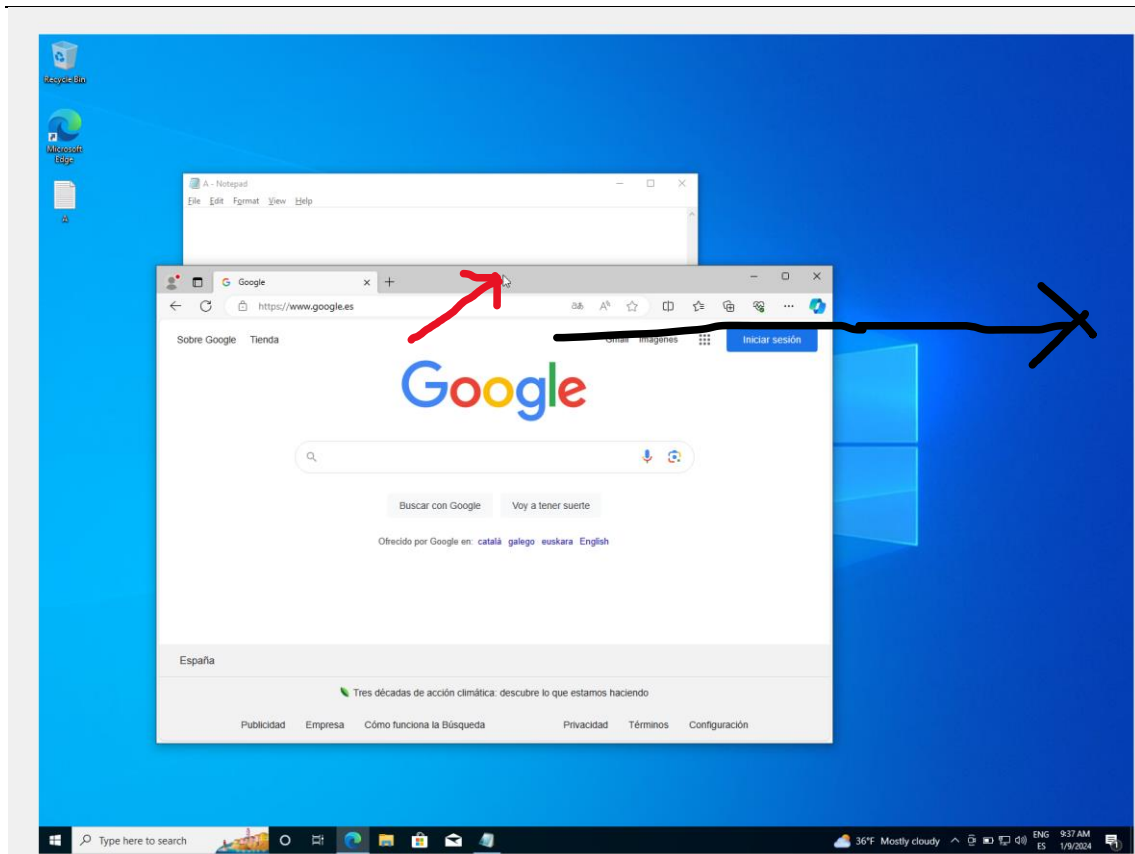 Recycle Bin
Microsoft
Edge
A
A - Notepad
File Edit Format View Help
Google
https://www.google.es
Sobre Google Tienda
Gmail Imágenes
Iniciar sesión
Google
Buscar con Google Voy a tener suerte
Ofrecido por Google en: català galego euskara English
España
Tres décadas de acción climática: descubre lo que estamos haciendo
Publicidad Empresa Cómo funciona la Búsqueda Privacidad Términos Configuración
Type here to search
36°F Mostly cloudy
ENG
ES
9:37 AM
1/9/2024